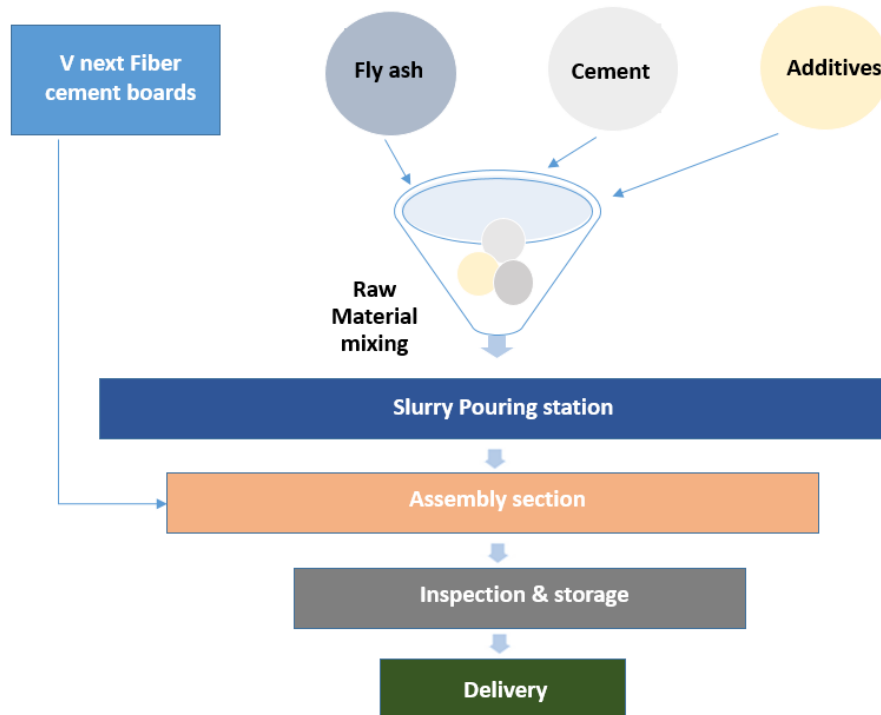 V next Fiber
cement boards
Fly ash
Cement
Additives
Raw
Material
mixing
Slurry Pouring station
Assembly section
Inspection & storage
Delivery